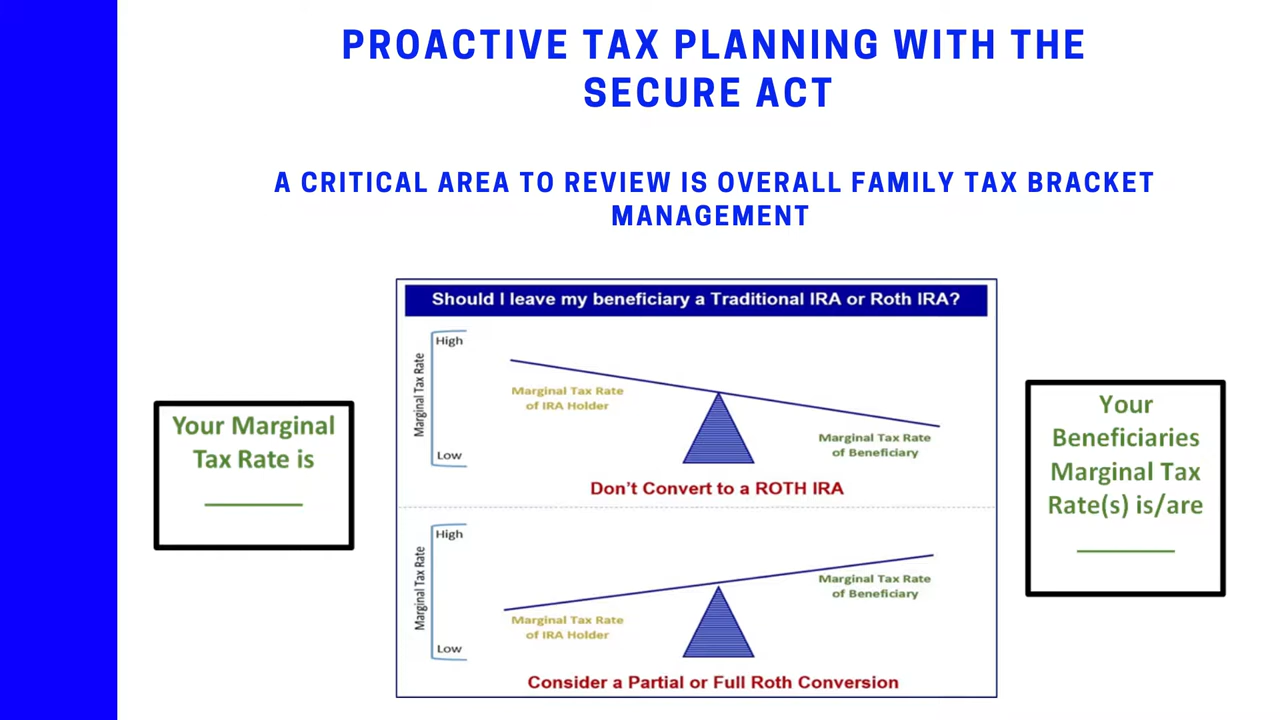 PROACTIVE TAX PLANNING WITH THE
SECURE ACT
A CRITICAL AREA TO REVIEW IS OVERALL FAMILY TAX BRACKET
MANAGEMENT
Your Marginal
Tax Rate is
__________
Should I leave my beneficiary a Traditional IRA or Roth IRA?
Marginal Tax Rate
High
Low
Marginal Tax Rate
of IRA Holder
Marginal Tax Rate
of Beneficiary
Don't Convert to a ROTH IRA
Marginal Tax Rate
High
Low
Marginal Tax Rate
of IRA Holder
Marginal Tax Rate
of Beneficiary
Consider a Partial or Full Roth Conversion
Your
Beneficiaries
Marginal Tax
Rate(s) is/are
__________